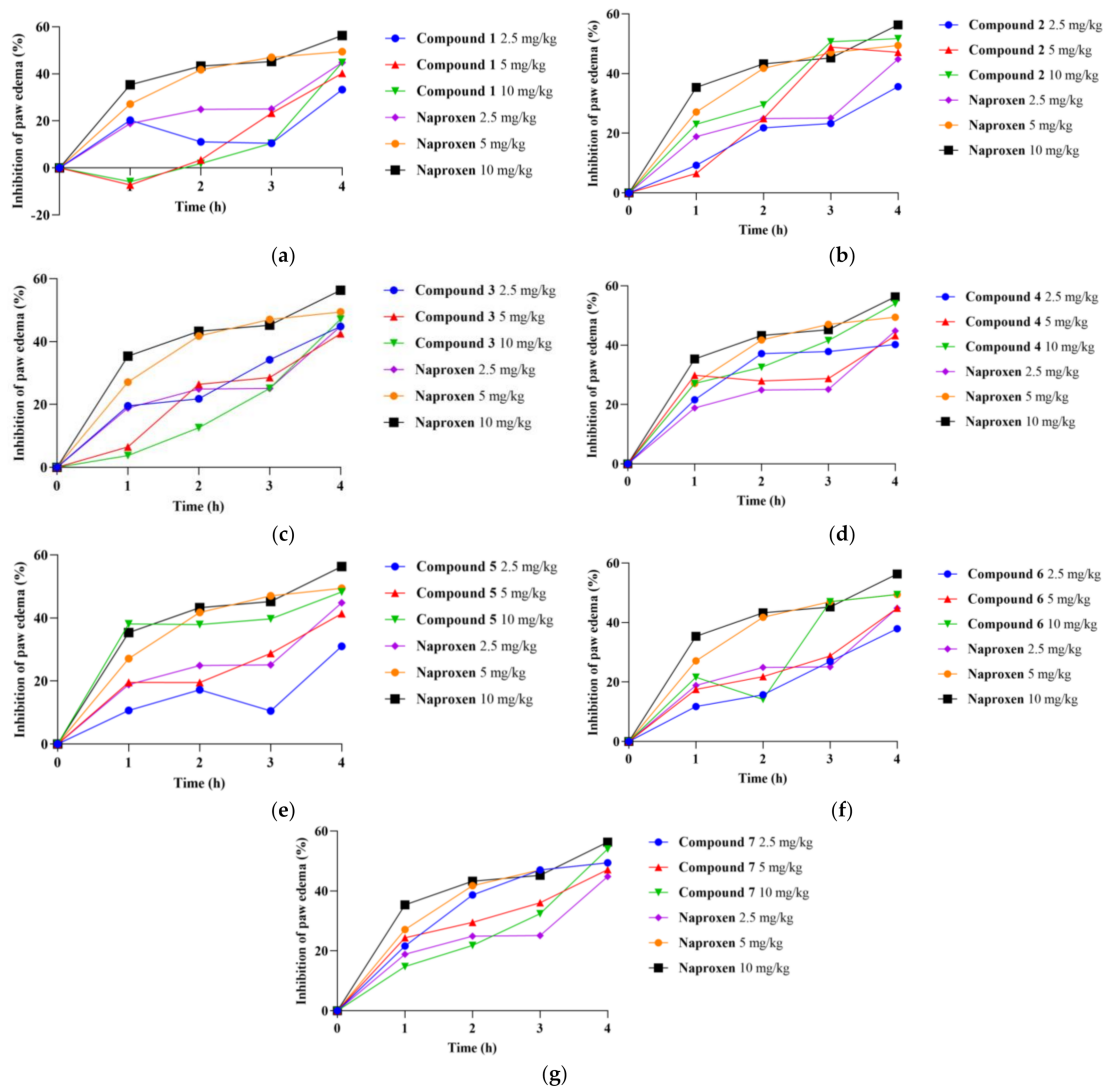 Inhibition of paw edema (%)
60
40
20
0
-20
1
2
3
4
Time (h)
Compound 1 2.5 mg/kg
Compound 1 5 mg/kg
Compound 1 10 mg/kg
Naproxen 2.5 mg/kg
Naproxen 5 mg/kg
Naproxen 10 mg/kg
(a)
Inhibition of paw edema (%)
60
40
20
0
0
1
2
3
4
Time (h)
Compound 2 2.5 mg/kg
Compound 2 5 mg/kg
Compound 2 10 mg/kg
Naproxen 2.5 mg/kg
Naproxen 5 mg/kg
Naproxen 10 mg/kg
(b)
Inhibition of paw edema (%)
60
40
20
0
0
1
2
3
4
Time (h)
Compound 3 2.5 mg/kg
Compound 3 5 mg/kg
Compound 3 10 mg/kg
Naproxen 2.5 mg/kg
Naproxen 5 mg/kg
Naproxen 10 mg/kg
(c)
Inhibition of paw edema (%)
60
40
20
0
0
1
2
3
4
Time (h)
Compound 4 2.5 mg/kg
Compound 4 5 mg/kg
Compound 4 10 mg/kg
Naproxen 2.5 mg/kg
Naproxen 5 mg/kg
Naproxen 10 mg/kg
(d)
Inhibition of paw edema (%)
60
40
20
0
0
1
2
3
4
Time (h)
Compound 5 2.5 mg/kg
Compound 5 5 mg/kg
Compound 5 10 mg/kg
Naproxen 2.5 mg/kg
Naproxen 5 mg/kg
Naproxen 10 mg/kg
(e)
Inhibition of paw edema (%)
60
40
20
0
0
1
2
3
4
Time (h)
Compound 6 2.5 mg/kg
Compound 6 5 mg/kg
Compound 6 10 mg/kg
Naproxen 2.5 mg/kg
Naproxen 5 mg/kg
Naproxen 10 mg/kg
(f)
Inhibition of paw edema (%)
60
40
20
0
0
1
2
3
4
Time (h)
Compound 7 2.5 mg/kg
Compound 7 5 mg/kg
Compound 7 10 mg/kg
Naproxen 2.5 mg/kg
Naproxen 5 mg/kg
Naproxen 10 mg/kg
(g)